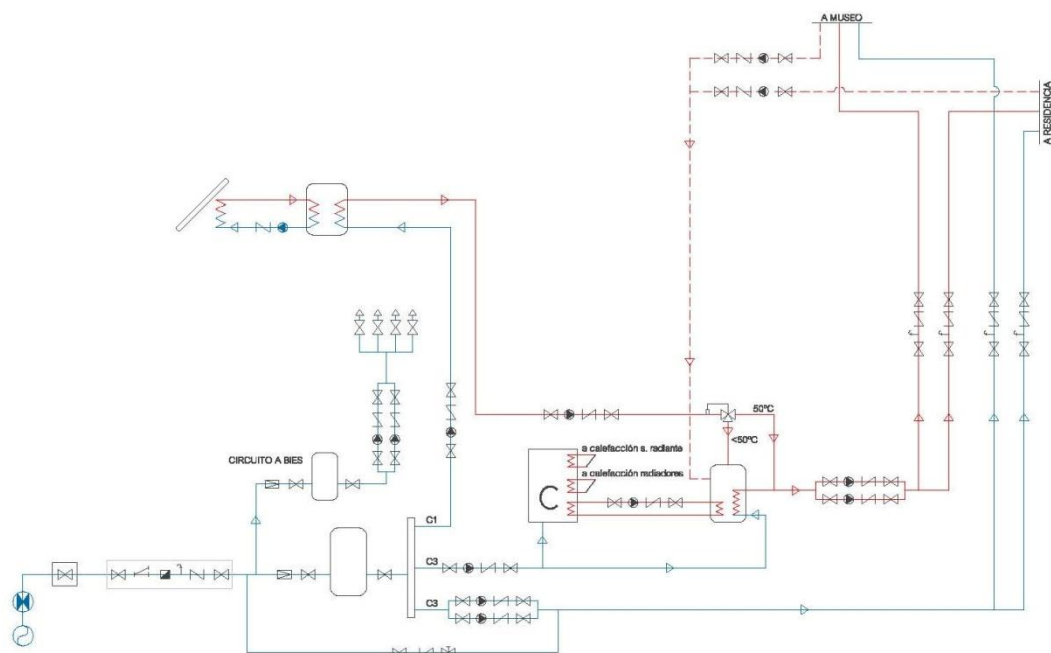 A MUSEO
A RESIDENCIA
50ºC
<50ºC
a calefacción s. radiante
a calefacción radiadores
C
CIRCUITO A BIES
C1
C3
C3